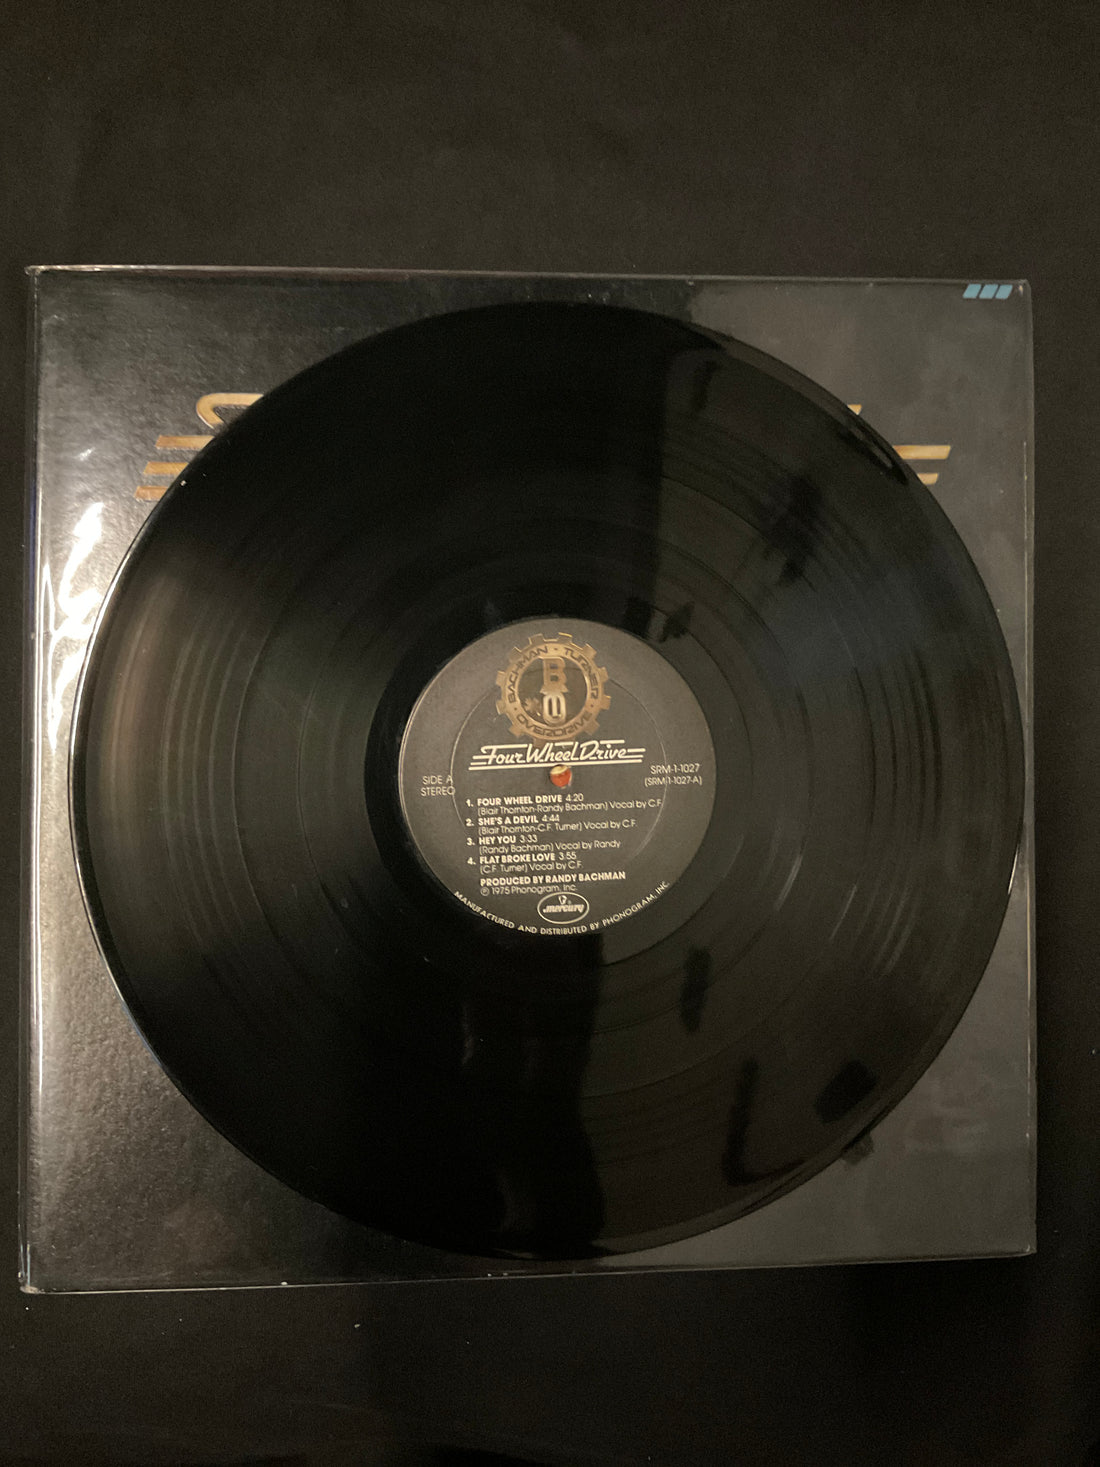 BACHMAN • TURNER
B
• OVERDRIVE •
Four Wheel Drive
SIDE A
STEREO
SRM-1-1027
(SRM-1-1027-A)
1. FOUR WHEEL DRIVE 4:20
(Blair Thornton-Randy Bachman) Vocal by C.F.
2. SHE'S A DEVIL 4:44
(Blair Thornton-C.F. Turner) Vocal by C.F.
3. HEY YOU 3:33
(Randy Bachman) Vocal by Randy
4. FLAT BROKE LOVE 3:55
(C.F. Turner) Vocal by C.F.
PRODUCED BY RANDY BACHMAN
℗ 1975 Phonogram, Inc.
mercury
MANUFACTURED AND DISTRIBUTED BY PHONOGRAM, INC.